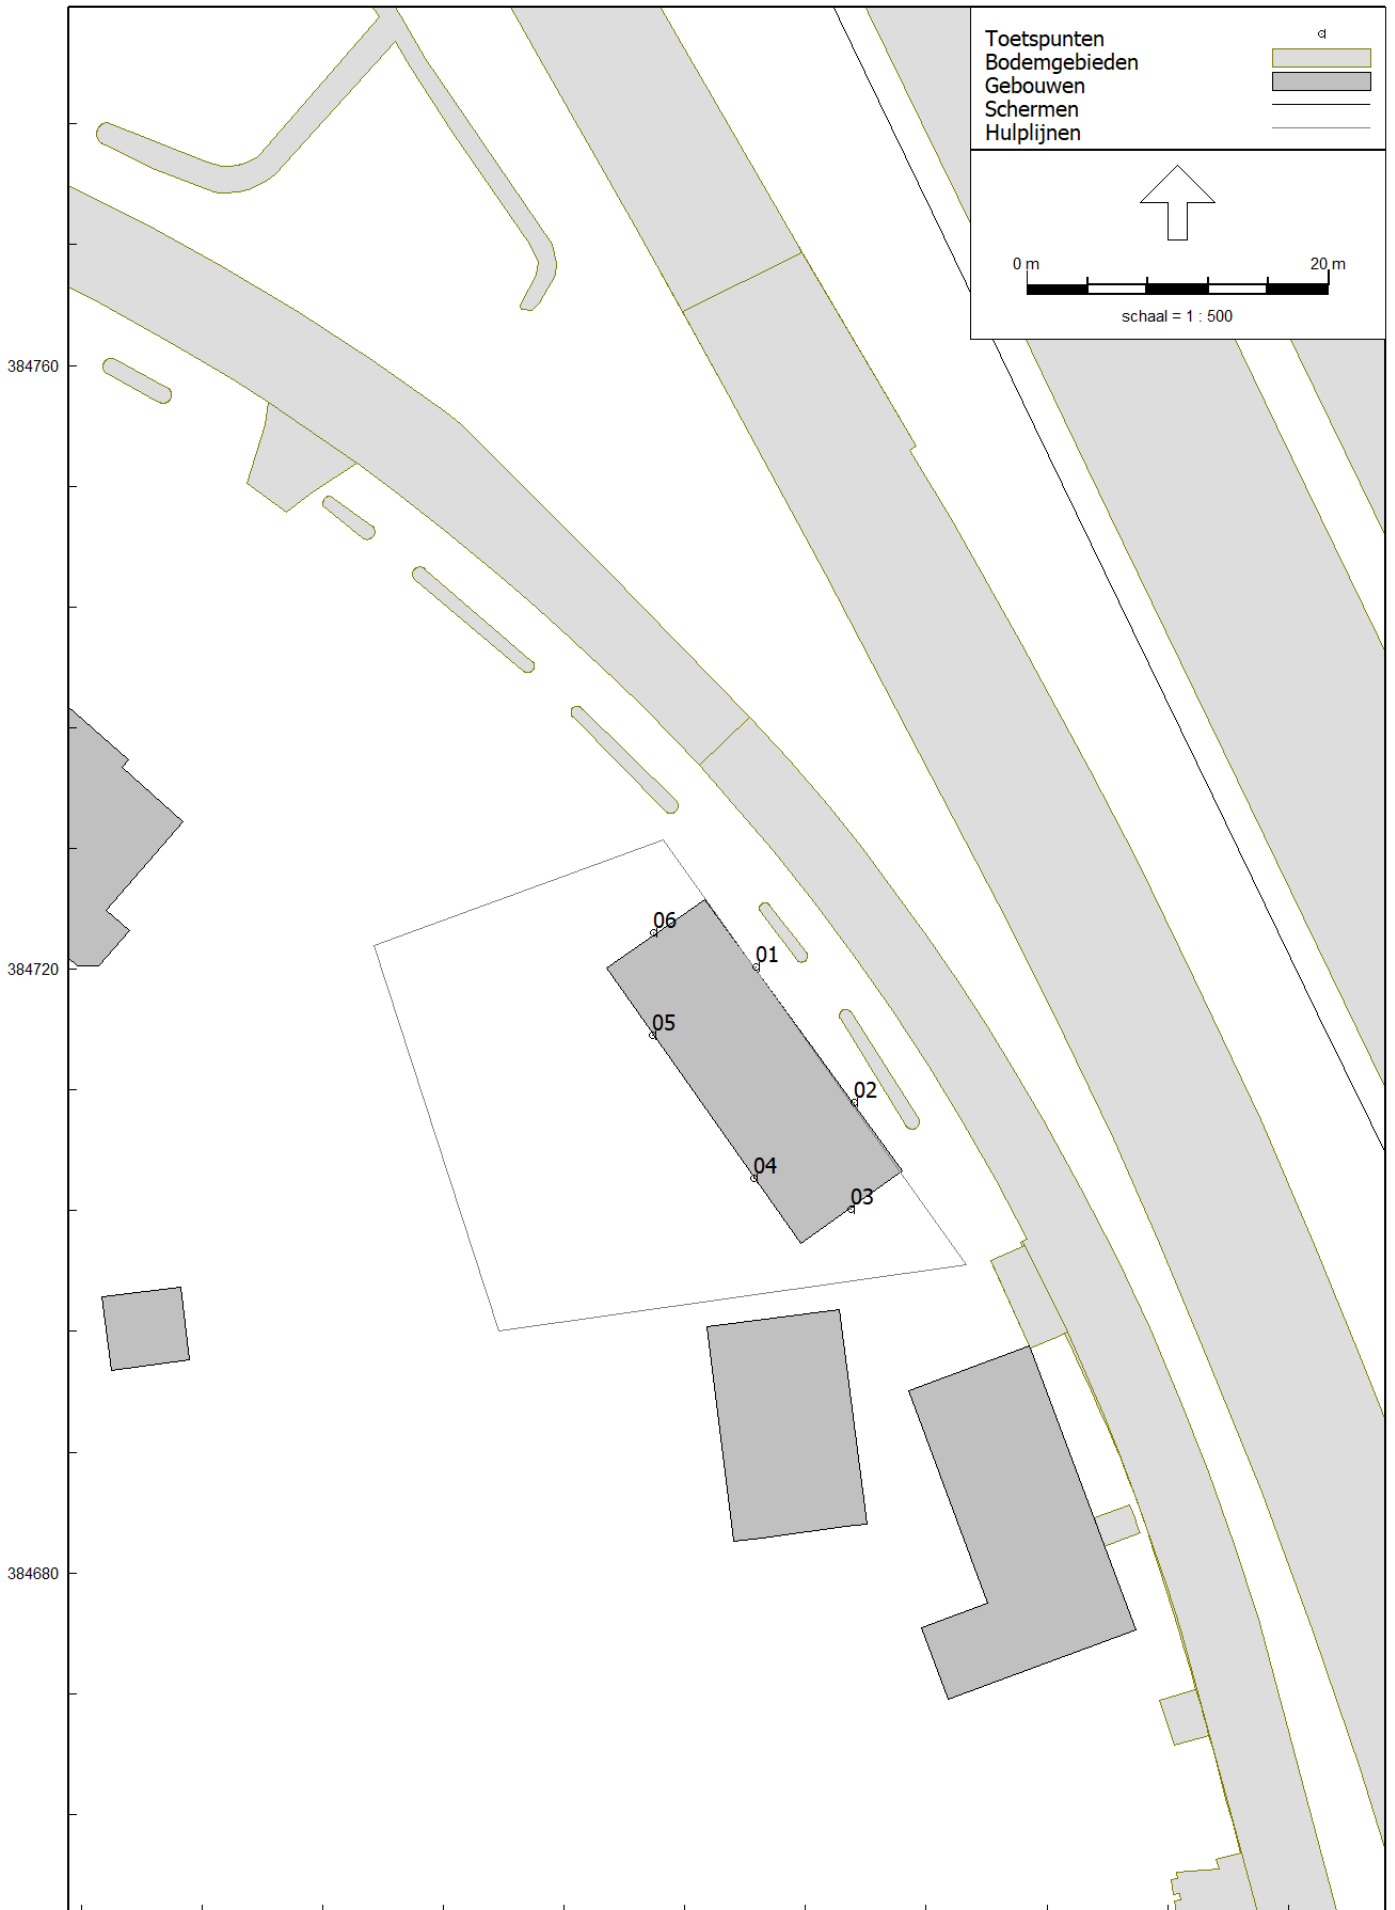 Toetspunten
Bodemgebieden
Gebouwen
Schermen
Hulplijnen
0 m 20 m
schaal = 1 : 500
384760
06
384720
01
05
02
04
03
384680